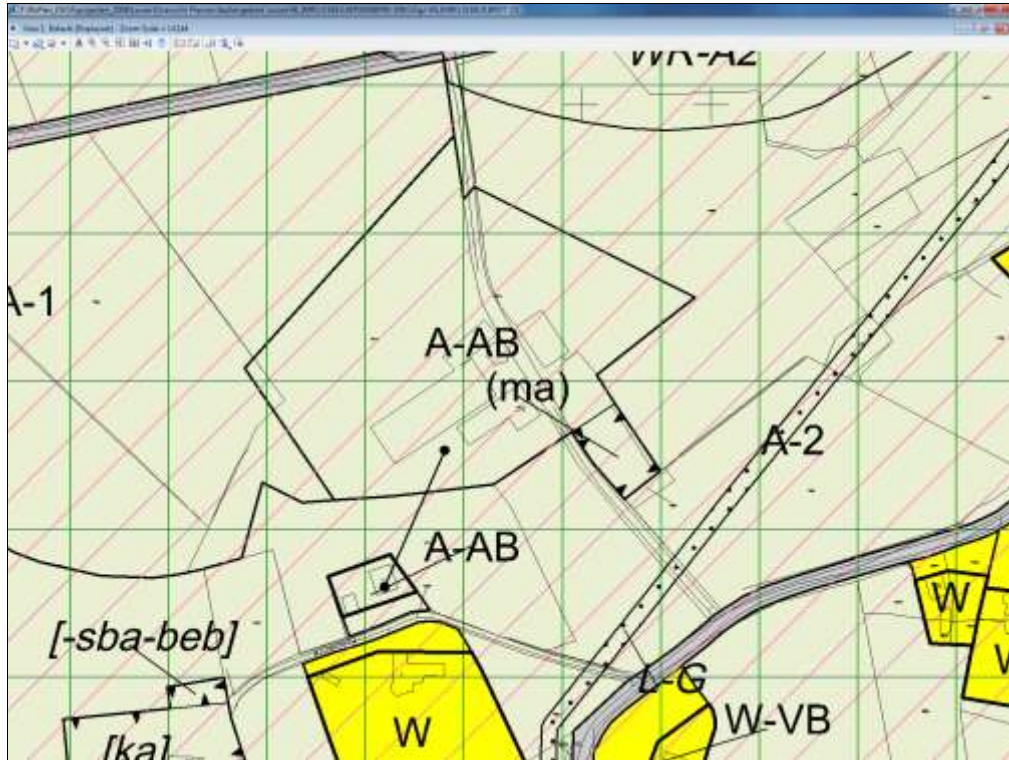 WR-A2
A-1
A-AB
(ma)
A-2
A-AB
[-sba-beb]
W
L-G
W
W-VB
[ka]